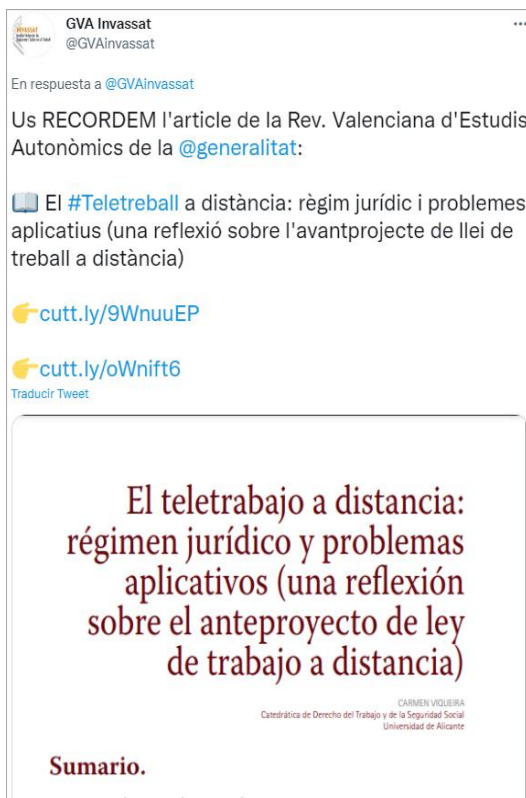 GVA Invassat
@GVAinvassat
En respuesta a @GVAinvassat
Us RECORDEM l'article de la Rev. Valenciana d'Estudis
Autonòmics de la @generalitat:
📖 El #Teletreball a distància: règim jurídic i problemes
aplicatius (una reflexió sobre l'avantprojecte de llei de
treball a distància)
👉cutt.ly/9WnuuEP
👉cutt.ly/oWnift6
Traducir Tweet
El teletrabajo a distancia:
régimen jurídico y problemas
aplicativos (una reflexión
sobre el anteproyecto de ley
de trabajo a distancia)
CARMEN VIQUEIRA
Catedrática de Derecho del Trabajo y de la Seguridad Social
Universidad de Alicante
Sumario.